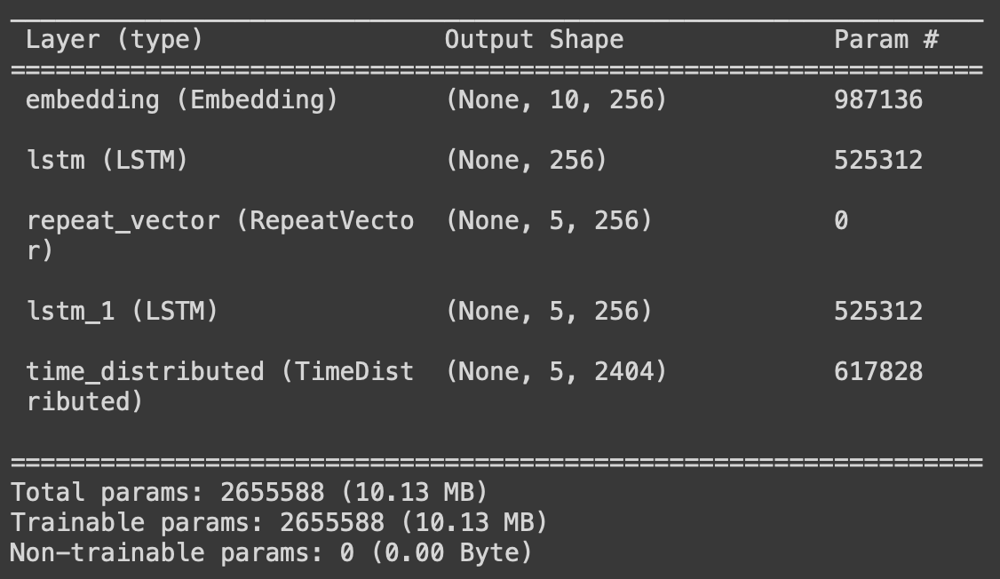 Layer (type) Output Shape Param #
=================================================================
embedding (Embedding) (None, 10, 256) 987136
lstm (LSTM) (None, 256) 525312
repeat_vector (RepeatVecto (None, 5, 256) 0
r)
lstm_1 (LSTM) (None, 5, 256) 525312
time_distributed (TimeDist (None, 5, 2404) 617828
ributed)
=================================================================
Total params: 2655588 (10.13 MB)
Trainable params: 2655588 (10.13 MB)
Non-trainable params: 0 (0.00 Byte)